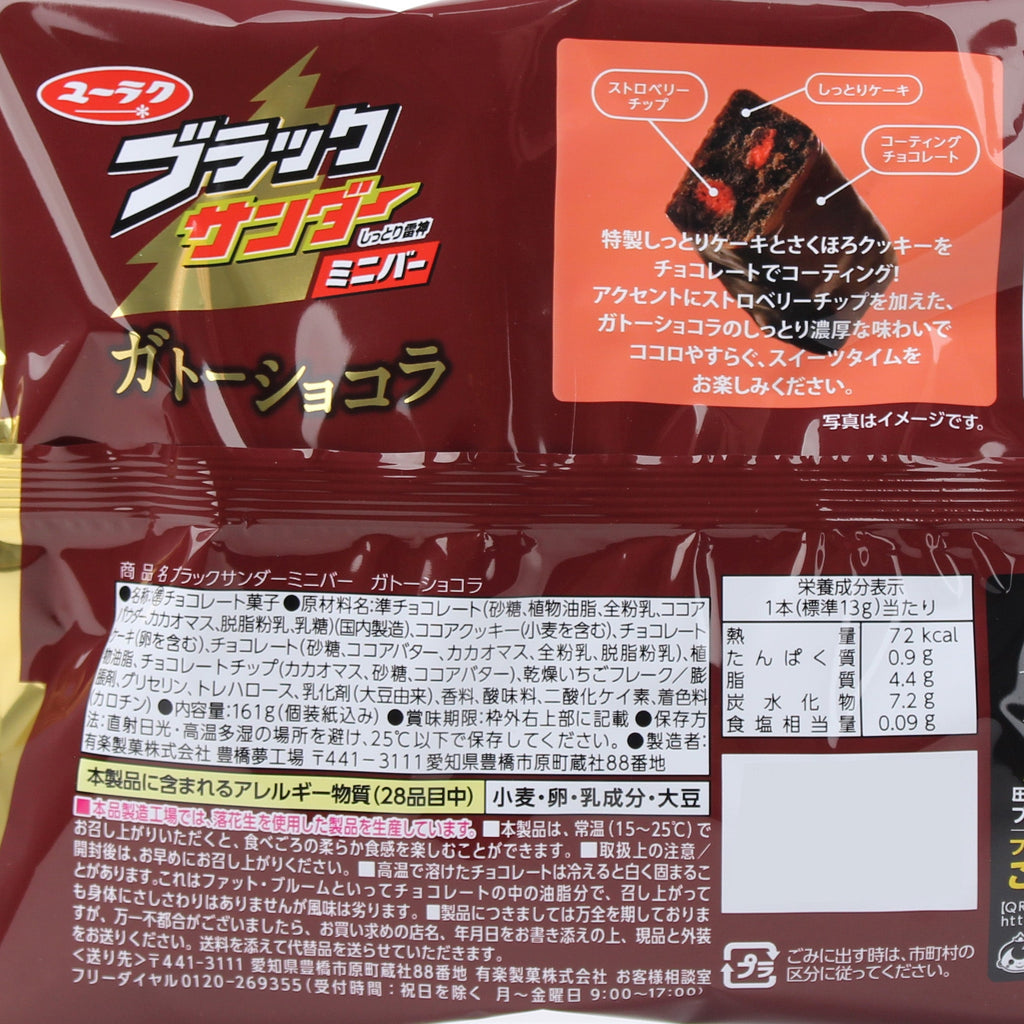 ユーラク
ブラック
サンダー
しっとり雷神
ミニバー
ガトーショコラ
ストロベリー
チップ
しっとりケーキ
コーティング
チョコレート
特製しっとりケーキとさくほろクッキーを
チョコレートでコーティング!
アクセントにストロベリーチップを加えた、
ガトーショコラのしっとり濃厚な味わいで
ココロやすらぐ、スイーツタイムを
お楽しみください。
写真はイメージです。
商品名 ブラックサンダーミニバー ガトーショコラ
●名称:準チョコレート菓子 ●原材料名:準チョコレート(砂糖、植物油脂、全粉乳、ココア
パウダー、カカオマス、脱脂粉乳、乳糖)(国内製造)、ココアクッキー(小麦を含む)、チョコレート
ケーキ(卵を含む)、チョコレート(砂糖、ココアバター、カカオマス、全粉乳、脱脂粉乳)、植
物油脂、チョコレートチップ(カカオマス、砂糖、ココアバター)、乾燥いちごフレーク/膨
脹剤、グリセリン、トレハロース、乳化剤(大豆由来)、香料、酸味料、二酸化ケイ素、着色料
(カロチン) ●内容量:161g(個装紙込み) ●賞味期限:枠外右上部に記載 ●保存方
法:直射日光・高温多湿の場所を避け、25℃以下で保存してください。 ●製造者:
有楽製菓株式会社 豊橋夢工場 〒441-3111愛知県豊橋市原町蔵社88番地
本製品に含まれるアレルギー物質(28品目中) 小麦・卵・乳成分・大豆
■本品製造工場では、落花生を使用した製品を生産しています。 ■本製品は、常温(15~25℃)で
お召し上がりいただくと、食べごろの柔らか食感を楽しむことができます。 ■取扱上の注意/
開封後は、お早めにお召し上がりください。 ■高温で溶けたチョコレートは冷えると白く固まるこ
とがあります。これはファット・ブルームといってチョコレートの中の油脂分で、召し上がって
も身体にさしさわりはありませんが風味は劣ります。 ■製品につきましては万全を期しておりま
すが、万一不都合がございましたら、お買い求めの店名、年月日をお書き添えの上、現品と外装
をお送りください。送料を添えて代替品を送らせていただきます。
<送り先>〒441-3111 愛知県豊橋市原町蔵社88番地 有楽製菓株式会社 お客様相談室
フリーダイヤル0120-269355(受付時間:祝日を除く 月~金曜日 9:00~17:00)
栄養成分表示
1本(標準13g)当たり
熱量 72 kcal
たんぱく質 0.9 g
脂質 4.4 g
炭水化物 7.2 g
食塩相当量 0.09 g
プラ
ごみに出す時は、市町村の
区分に従ってください。
[QR
htt